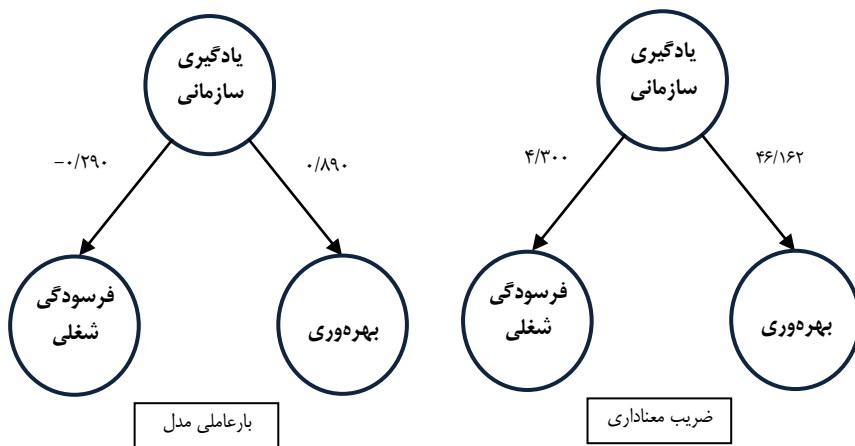 یادگیری
سازمانی
۴/۳۰۰
۴۶/۱۶۲
فرسودگی
شغلی
بهره‌وری
ضریب معناداری
یادگیری
سازمانی
-۰/۲۹۰
۰/۸۹۰
فرسودگی
شغلی
بهره‌وری
بارعاملی مدل